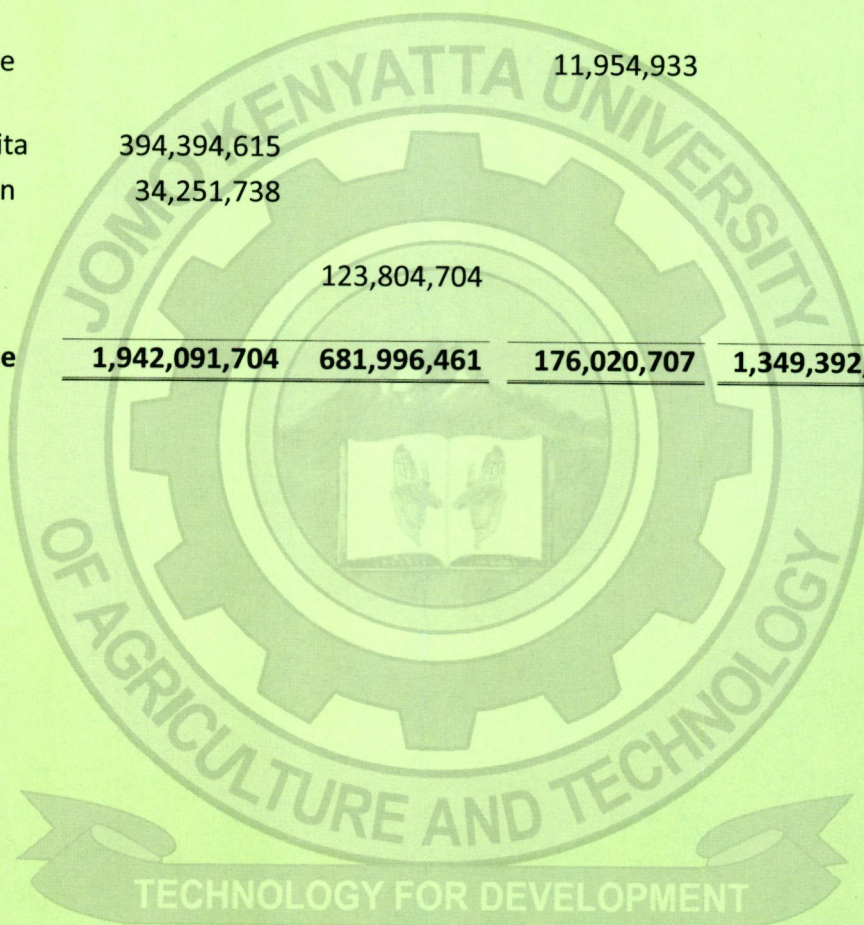 e 11,954,933
ita 394,394,615
n 34,251,738
123,804,704
e 1,942,091,704 681,996,461 176,020,707 1,349,392,
JOMO KENYATTA UNIVERSITY
OF AGRICULTURE AND TECHNOLOGY
TECHNOLOGY FOR DEVELOPMENT